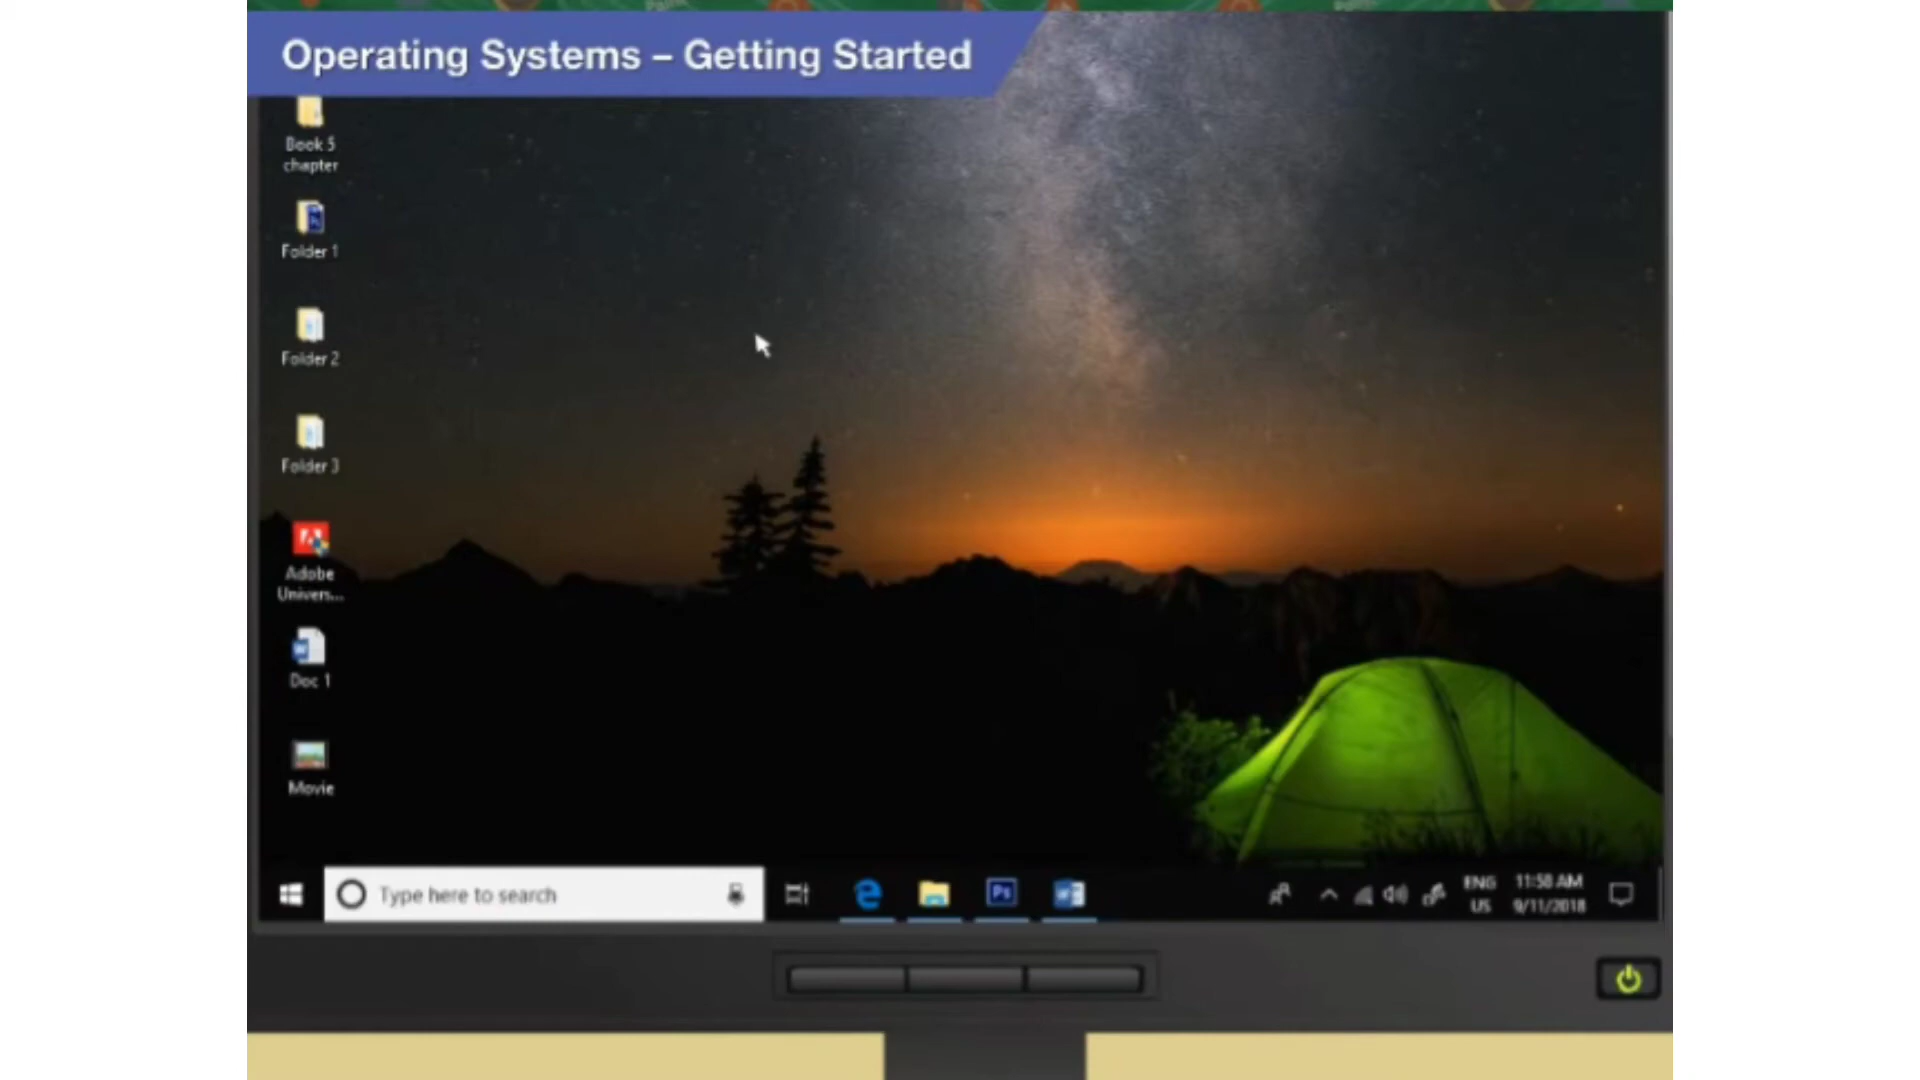 Operating Systems – Getting Started
Book 5
chapter
Folder 1
Folder 2
Folder 3
Adobe
Univers...
Doc 1
Movie
Type here to search
Ps
ENG
US
11:58 AM
9/11/2018